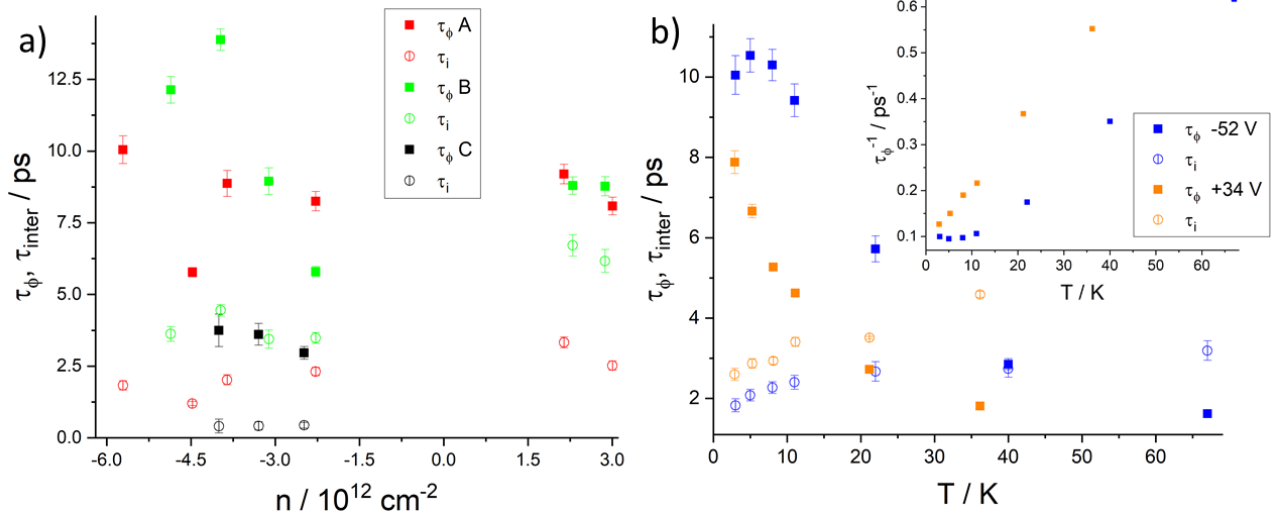 a)
τϕ A
τi
τϕ B
τi
τϕ C
τi
12.5
10.0
7.5
5.0
2.5
0.0
τϕ, τinter / ps
-6.0 -4.5 -3.0 -1.5 0.0 1.5 3.0
n / 10^12 cm^-2
b)
10
8
6
4
2
τϕ, τinter / ps
0 10 20 30 40 50 60 70
T / K
0.6
0.5
0.4
0.3
0.2
0.1
τϕ^-1 / ps^-1
0 20 40 60
T / K
τϕ -52 V
τi
τϕ +34 V
τi